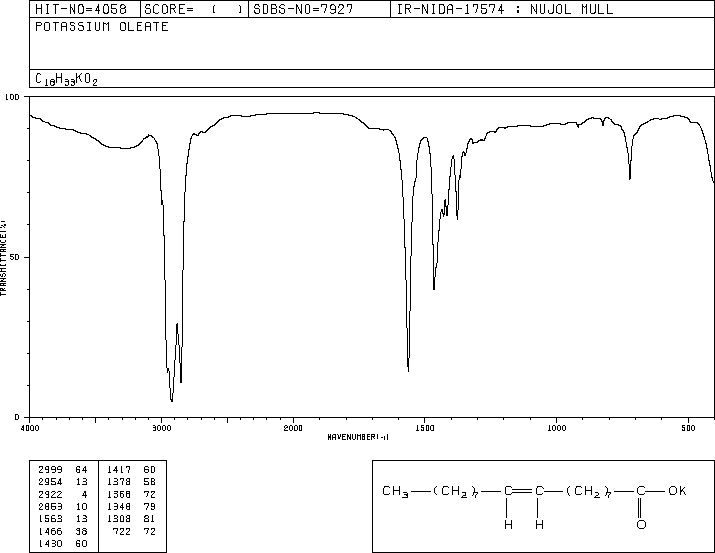 HIT-NO=4058 SCORE= ( ) SDBS-NO=7927 IR-NIDA-17574 : NUJOL MULL
POTASSIUM OLEATE
C18H33KO2
100
50
0
TRANSMITTANCE(%)
4000 3000 2000 1500 1000 500
WAVENUMBER(-1)
2999 64 1417 60
2954 13 1378 58
2922 4 1368 72
2853 10 1348 79
1563 13 1308 81
1466 38 722 72
1430 60
CH3—(CH2)7—C=C—(CH2)7—C—OK
H H O